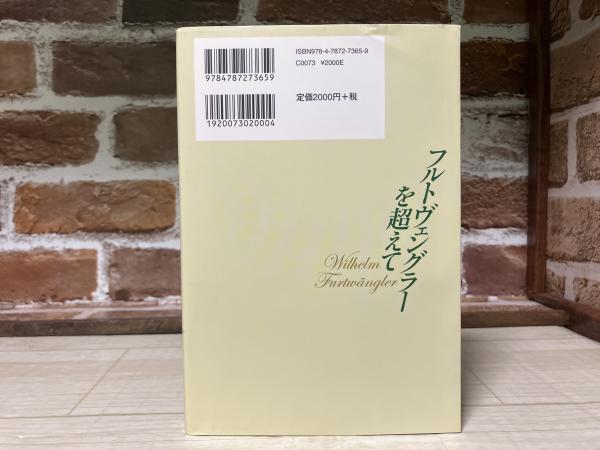 ISBN978-4-7872-7365-9
C0073 ¥2000E
9784787273659
定価2000円+税
1920073020004
フルトヴェングラー
を超えて
Wilhelm
Furtwängler